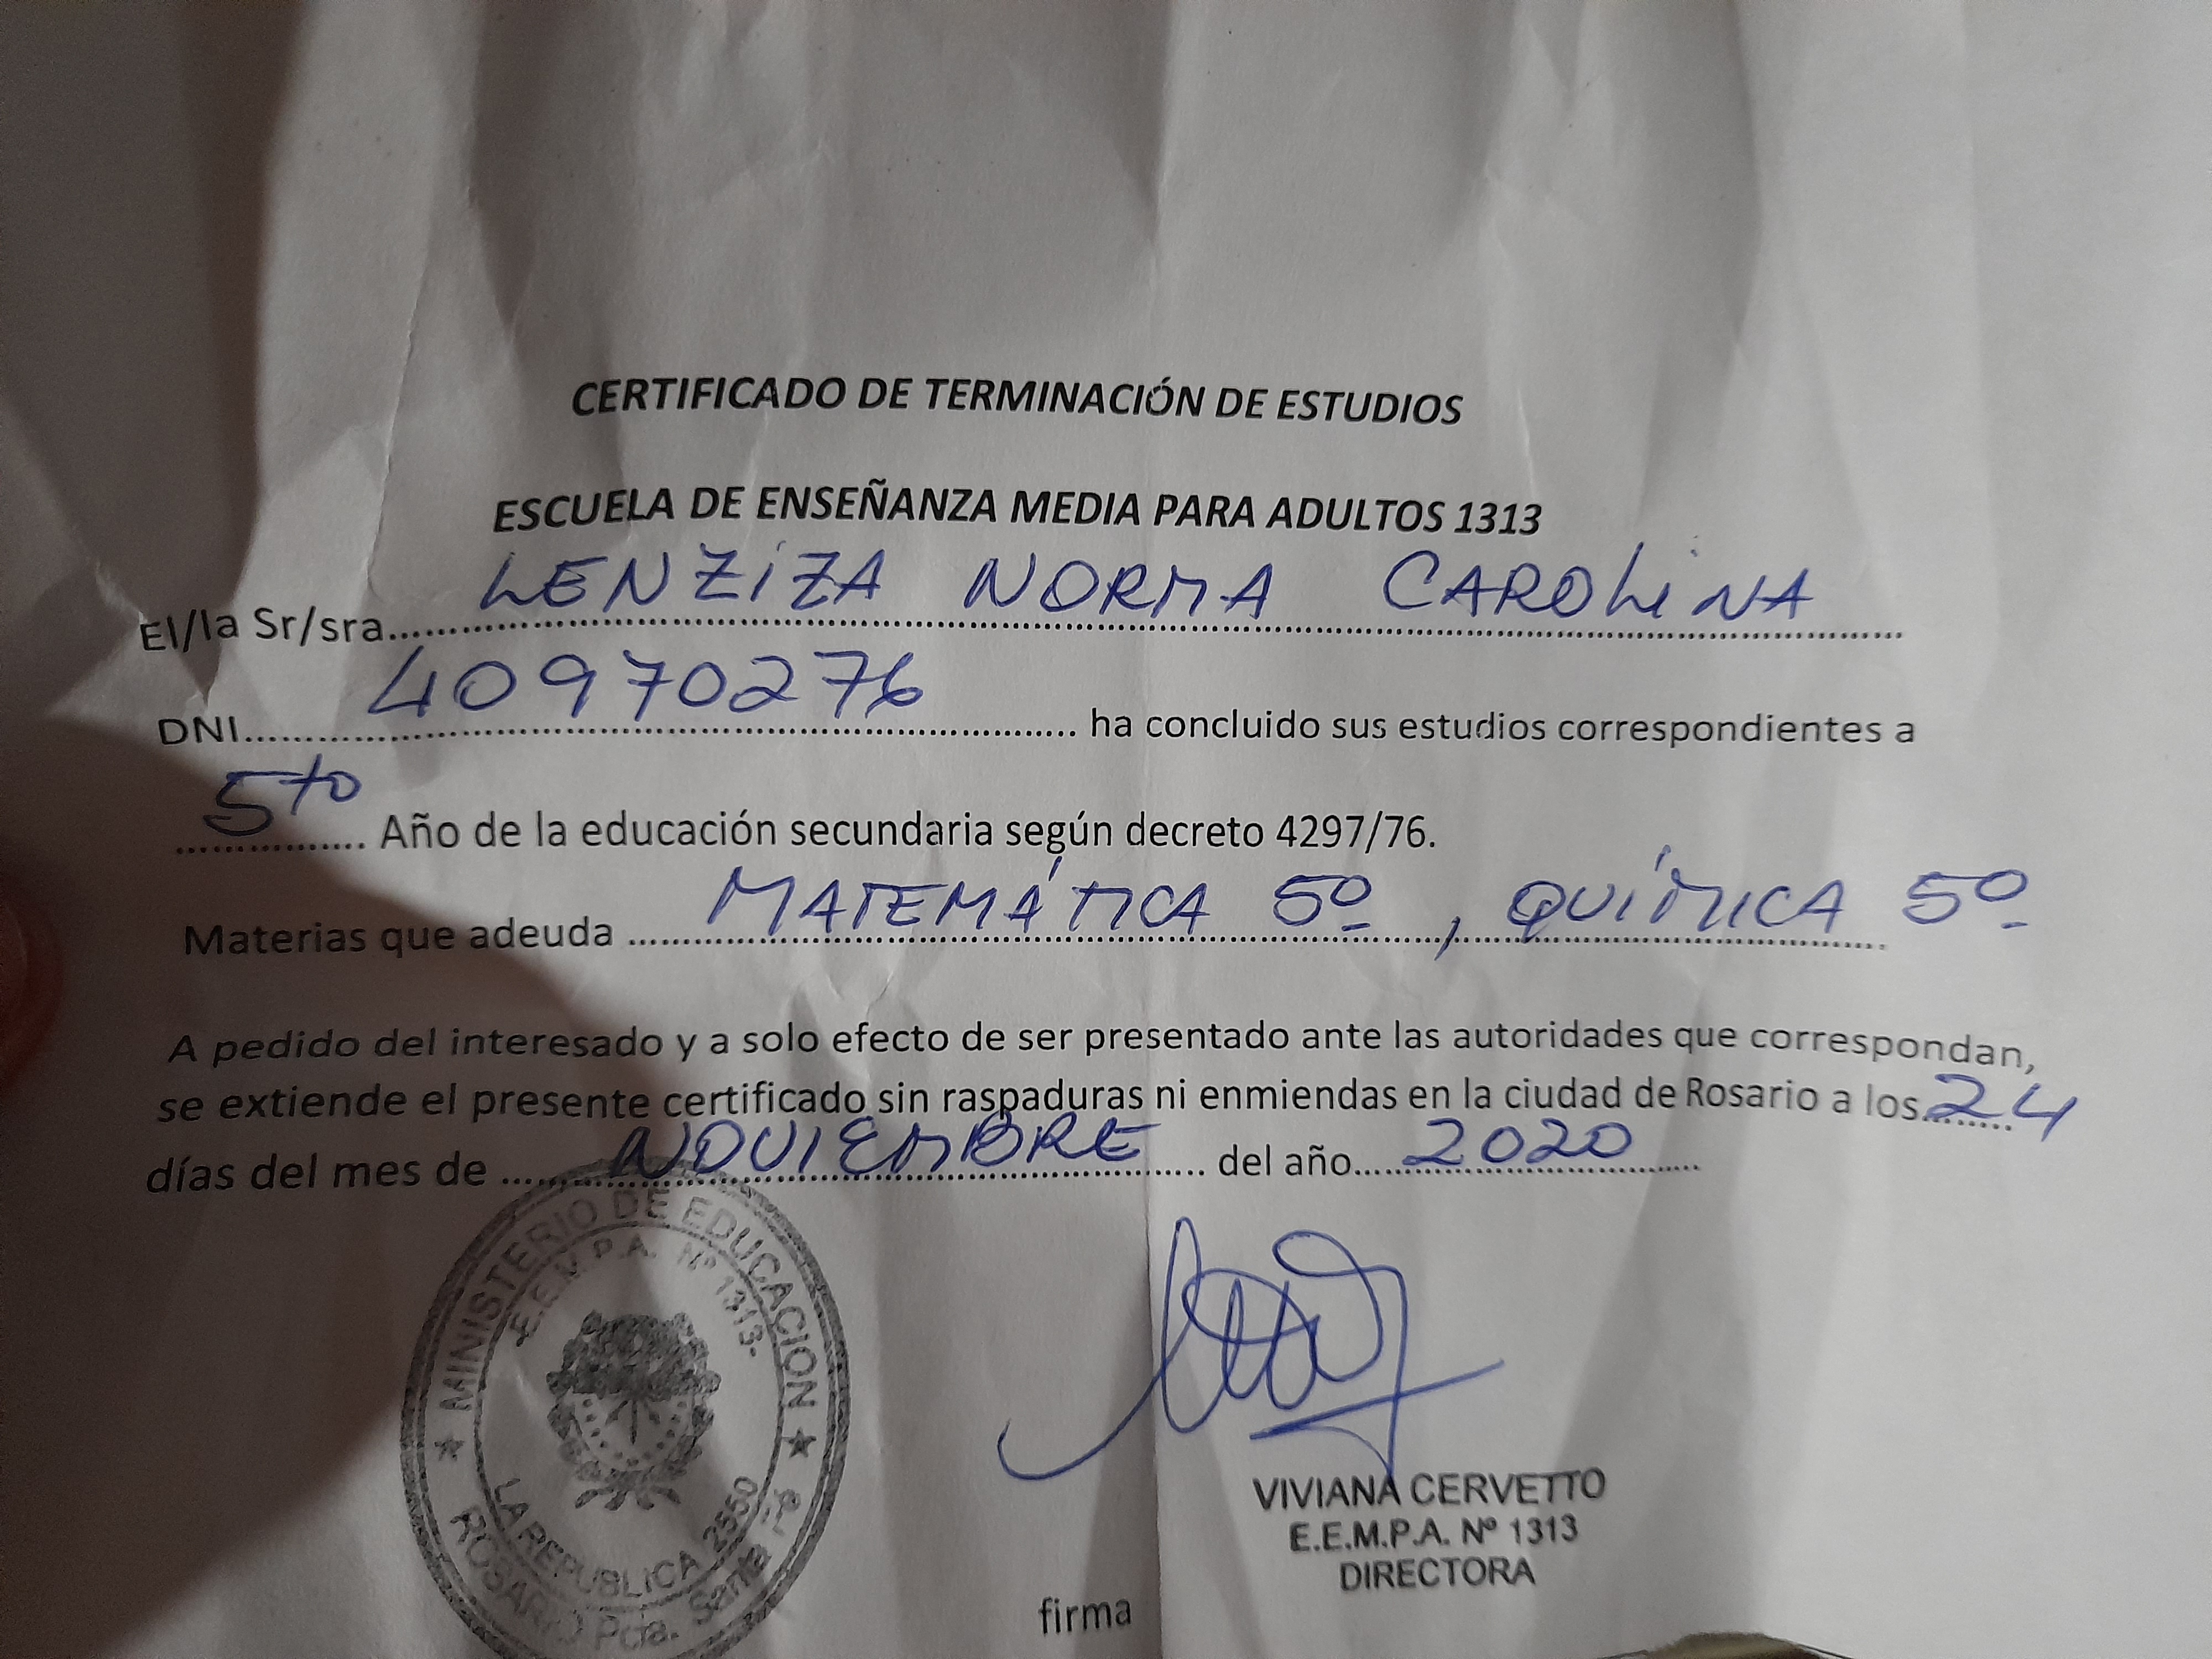 CERTIFICADO DE TERMINACIÓN DE ESTUDIOS
ESCUELA DE ENSEÑANZA MEDIA PARA ADULTOS 1313
El/la Sr/sra........LENZiZA NORMA CAROLiNA........
DNI........40970276........ ha concluido sus estudios correspondientes a
....5to.... Año de la educación secundaria según decreto 4297/76.
Materias que adeuda ........MATEMÁTICA 5º, QUÍMICA 5º........
A pedido del interesado y a solo efecto de ser presentado ante las autoridades que correspondan,
se extiende el presente certificado sin raspaduras ni enmiendas en la ciudad de Rosario a los....24
días del mes de ........NOVIEMBRE........ del año....2020........
★ MINISTERIO DE EDUCACION ★
E.E.M.P.A. Nº 1313
LA REPUBLICA 2550
ROSARIO Pcia. Santa Fe
VIVIANA CERVETTO
E.E.M.P.A. Nº 1313
DIRECTORA
firma